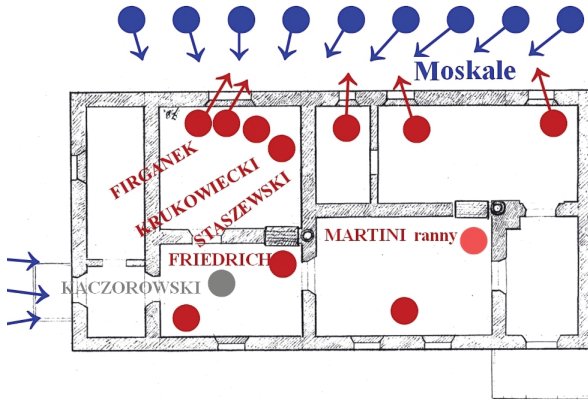 Moskale
FIRGANEK
KRUKOWIECKI
STASZEWSKI
MARTINI ranny
FRIEDRICH
KACZOROWSKI